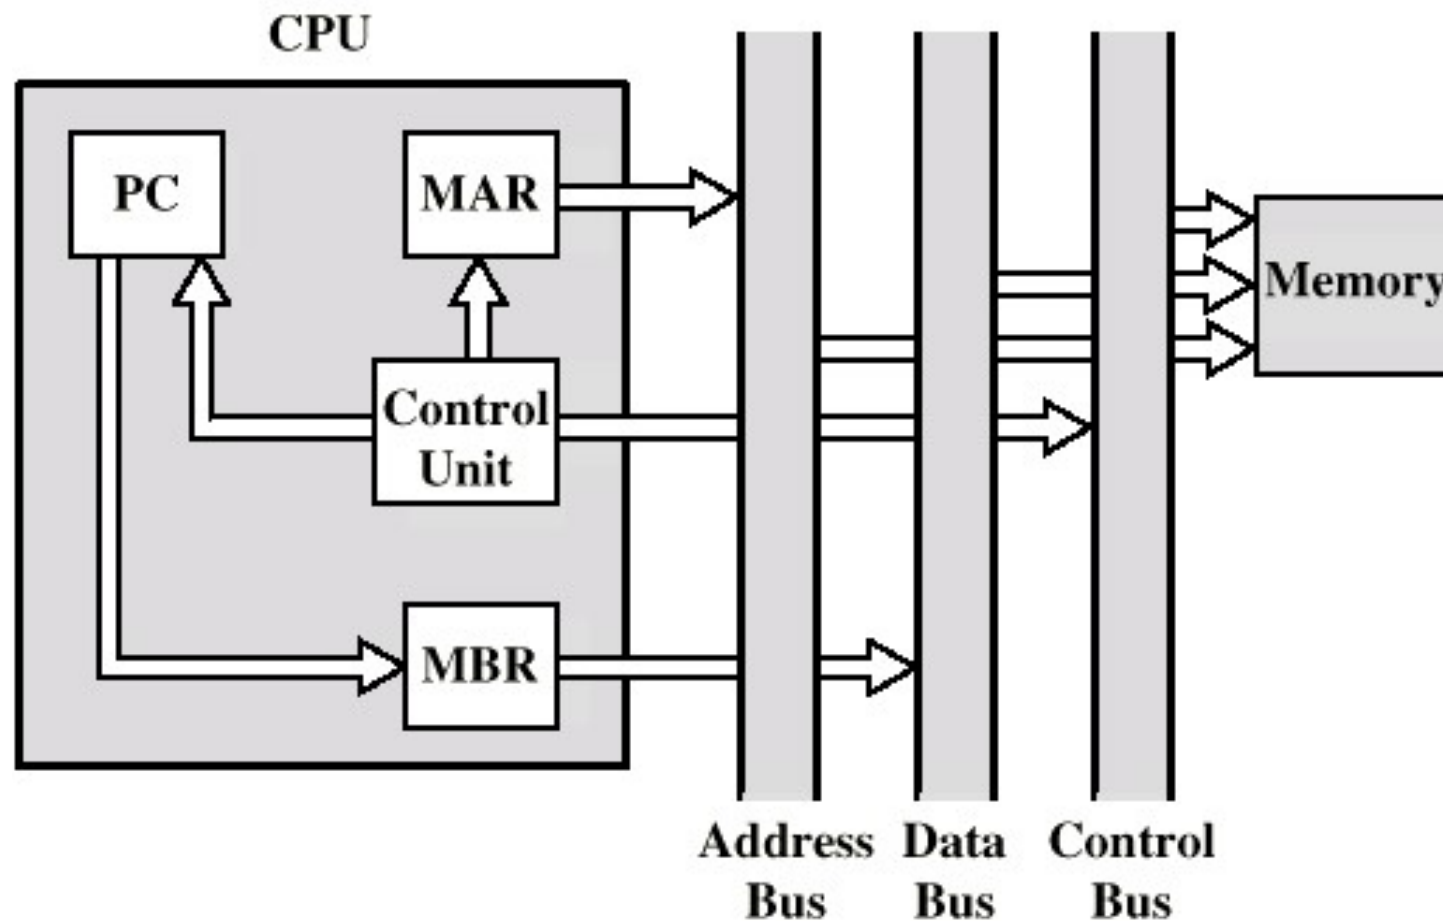 CPU
PC
MAR
Memory
Control
Unit
MBR
Address
Bus
Data
Bus
Control
Bus